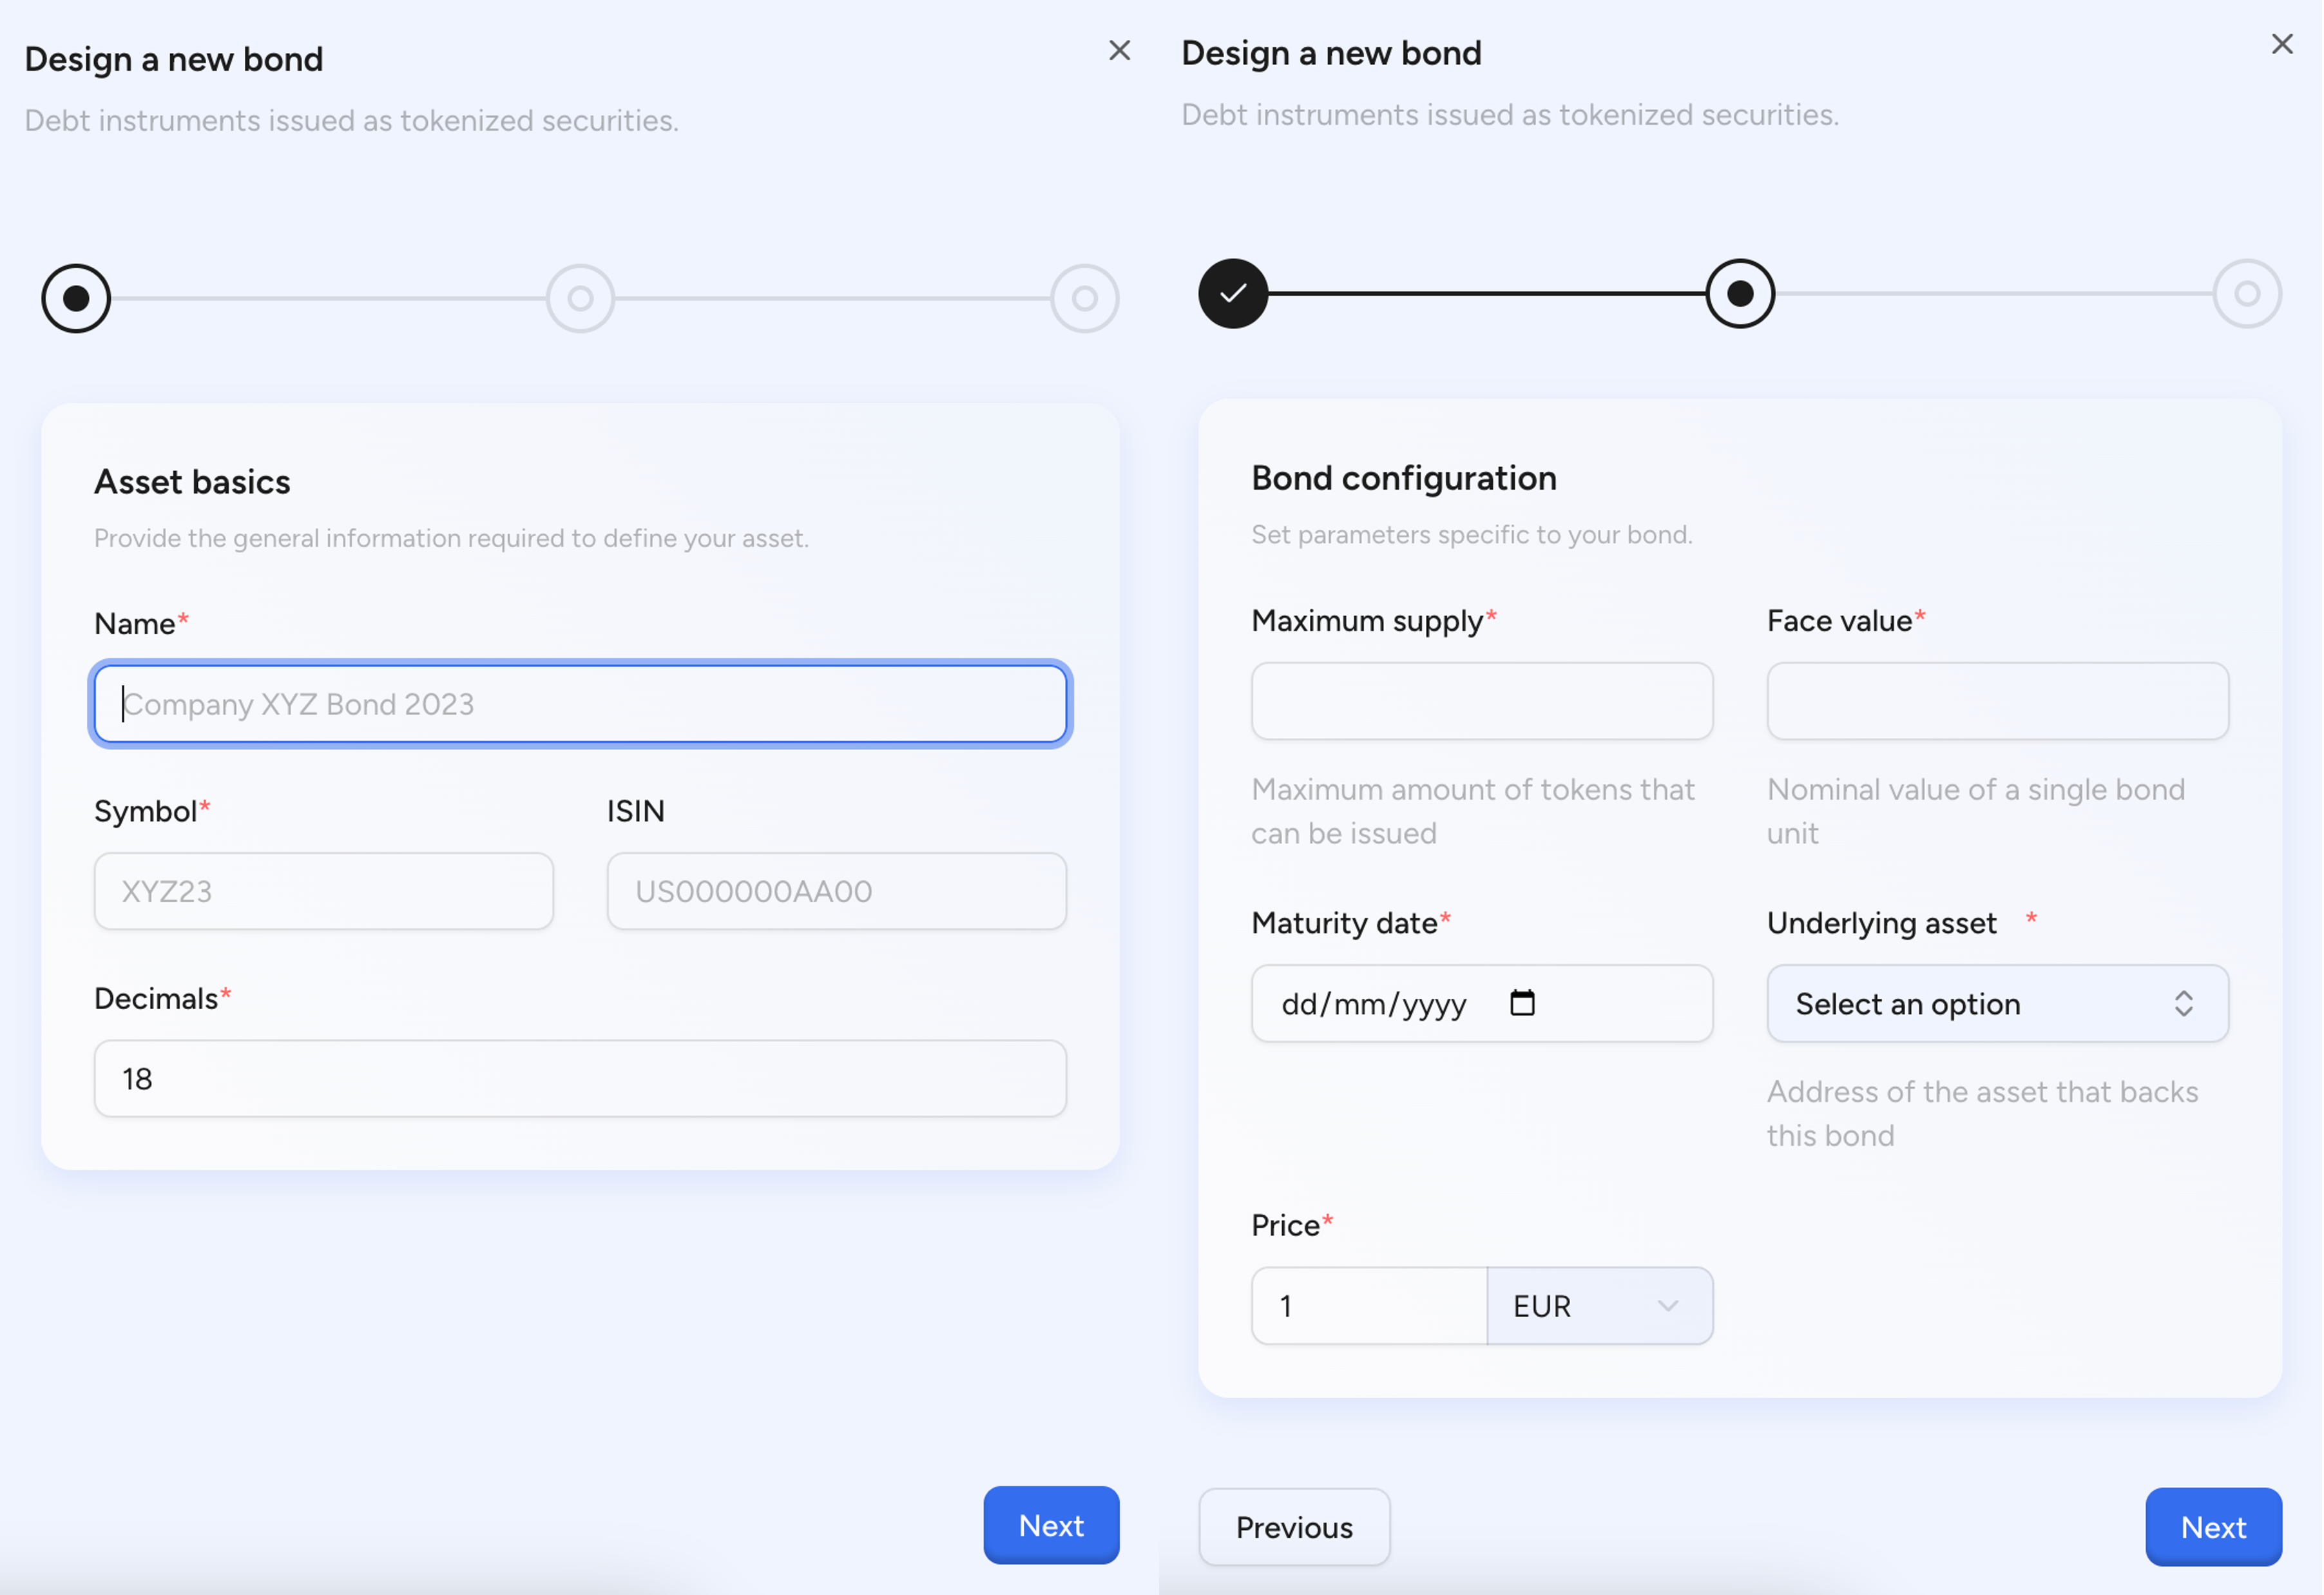 Design a new bond
Debt instruments issued as tokenized securities.
Asset basics
Provide the general information required to define your asset.
Name*
Company XYZ Bond 2023
Symbol*
ISIN
XYZ23
US000000AA00
Decimals*
18
Next
Design a new bond
Debt instruments issued as tokenized securities.
Bond configuration
Set parameters specific to your bond.
Maximum supply*
Face value*
Maximum amount of tokens that
can be issued
Nominal value of a single bond
unit
Maturity date*
Underlying asset *
dd/mm/yyyy
Select an option
Address of the asset that backs
this bond
Price*
1
EUR
Previous
Next